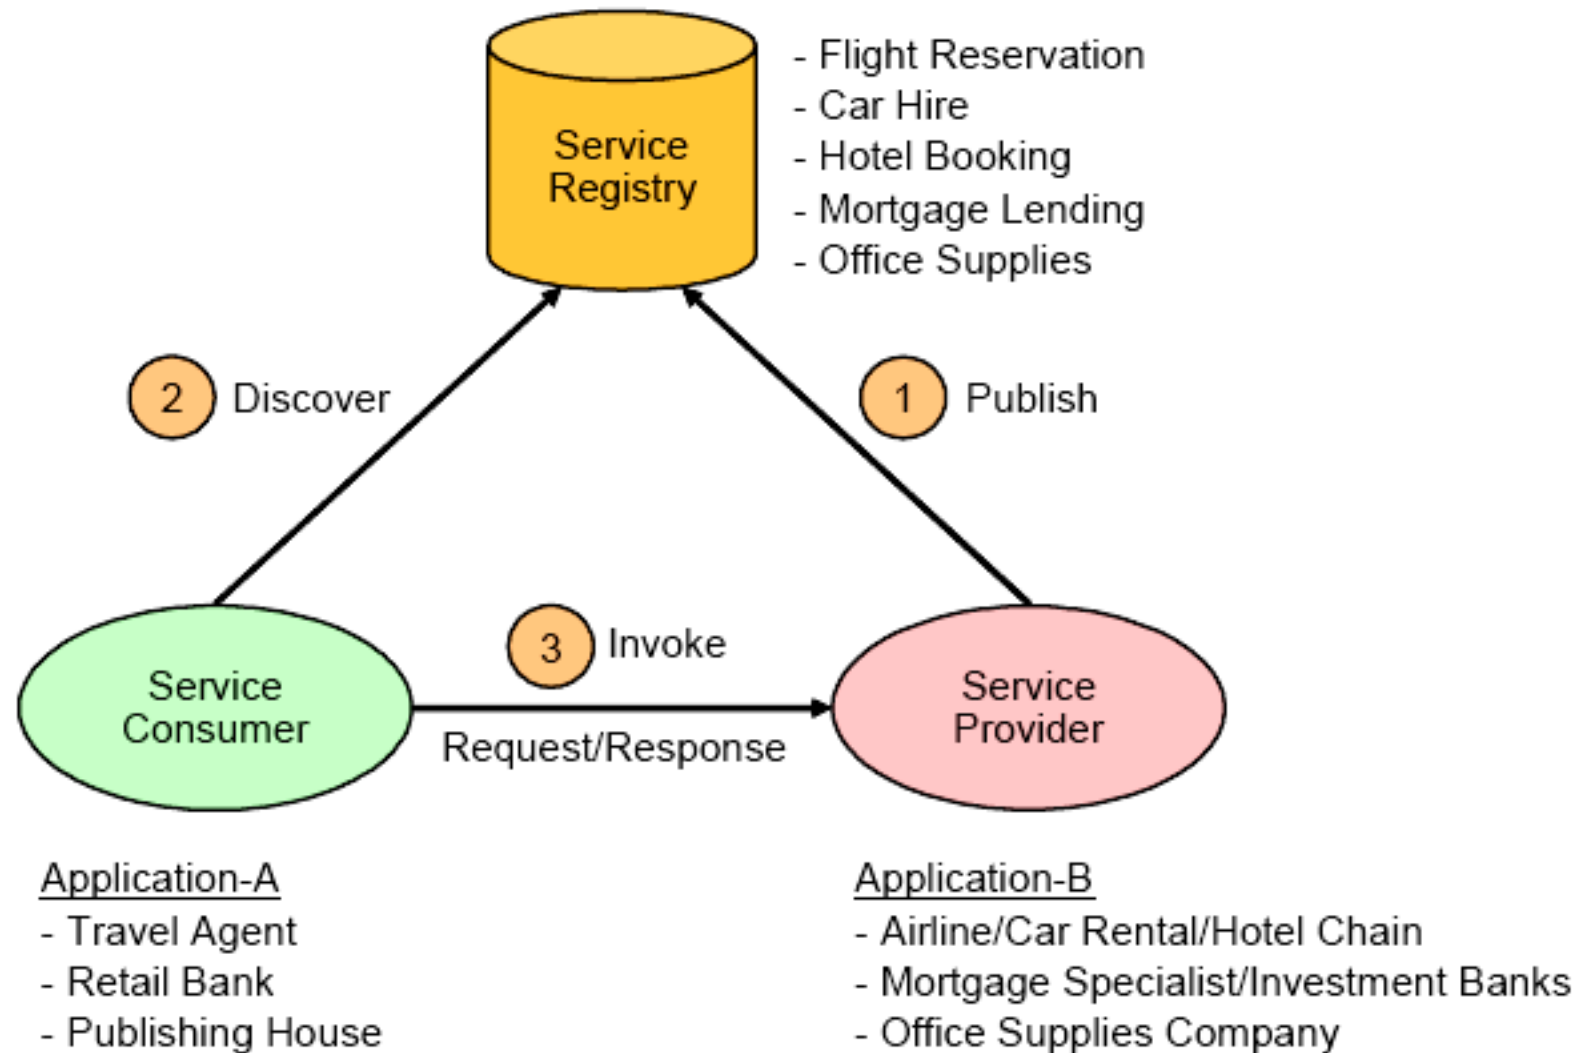 Service
Registry
- Flight Reservation
- Car Hire
- Hotel Booking
- Mortgage Lending
- Office Supplies
2 Discover
1 Publish
3 Invoke
Service
Consumer
Request/Response
Service
Provider
Application-A
- Travel Agent
- Retail Bank
- Publishing House
Application-B
- Airline/Car Rental/Hotel Chain
- Mortgage Specialist/Investment Banks
- Office Supplies Company